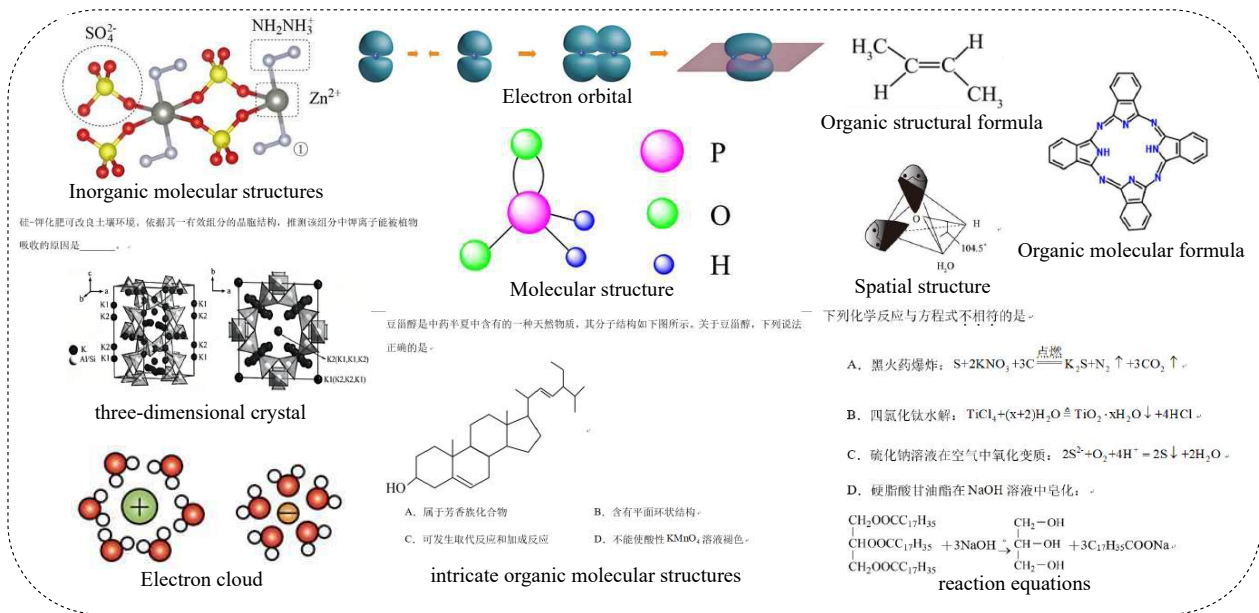 SO₄²⁻
NH₂NH₃⁺
Zn²⁺
①
Inorganic molecular structures
Electron orbital
H₃C
H
H
CH₃
Organic structural formula
N
N
N
NH
HN
N
N
N
Organic molecular formula
P
O
H
Molecular structure
O
H
104.5°
H₂O
Spatial structure
硅-钾化肥可改良土壤环境。依据其一有效组分的晶胞结构，推测该组分中钾离子能被植物
吸收的原因是______。
c
b
a
K1
K2
K2
K1
K1
K2
K2
K1
K
Al/Si
b
a
K2(K1,K1,K2)
K1(K2,K2,K1)
three-dimensional crystal
+
−
Electron cloud
豆甾醇是中药半夏中含有的一种天然物质，其分子结构如下图所示。关于豆甾醇，下列说法
正确的是
HO
A．属于芳香族化合物 B．含有平面环状结构
C．可发生取代反应和加成反应 D．不能使酸性KMnO₄溶液褪色
intricate organic molecular structures
下列化学反应与方程式不相符的是
A．黑火药爆炸：S+2KNO₃+3C 点燃 K₂S+N₂↑+3CO₂↑
B．四氯化钛水解：TiCl₄+(x+2)H₂O ≜ TiO₂·xH₂O↓+4HCl
C．硫化钠溶液在空气中氧化变质：2S²⁻+O₂+4H⁺=2S↓+2H₂O
D．硬脂酸甘油酯在NaOH溶液中皂化：
CH₂OOCC₁₇H₃₅ CH₂—OH
CHOOCC₁₇H₃₅ +3NaOH → CH—OH +3C₁₇H₃₅COONa
CH₂OOCC₁₇H₃₅ CH₂—OH
reaction equations